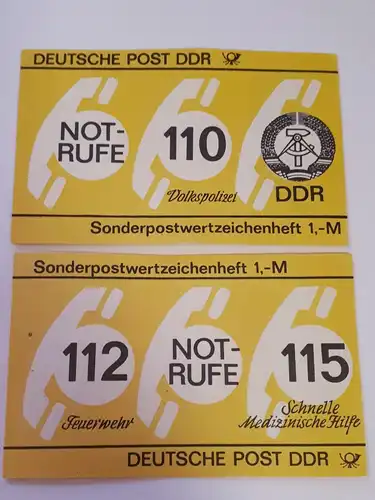 DEUTSCHE POST DDR
NOT-
RUFE
110
Volkspolizei
DDR
Sonderpostwertzeichenheft 1,-M
Sonderpostwertzeichenheft 1,-M
112
Feuerwehr
NOT-
RUFE
115
Schnelle
Medizinische Hilfe
DEUTSCHE POST DDR